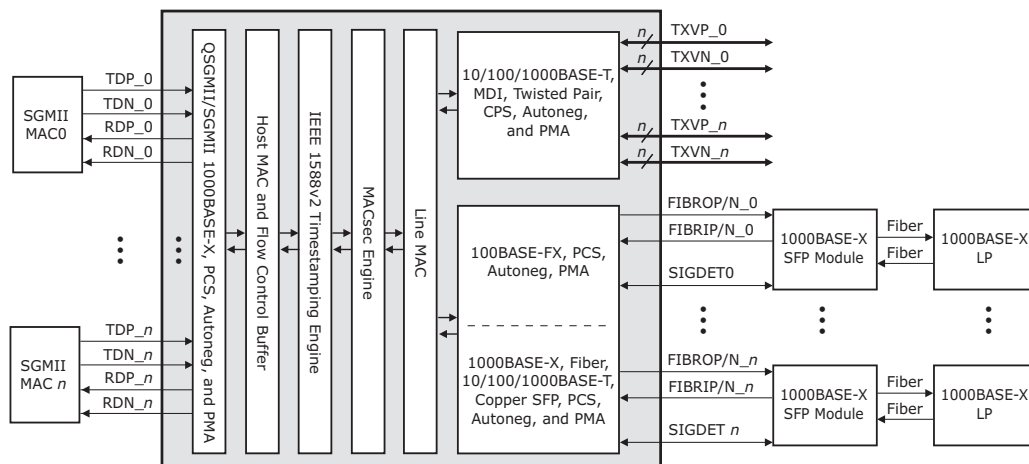 SGMII
MAC0
TDP_0
TDN_0
RDP_0
RDN_0
SGMII
MAC n
TDP_n
TDN_n
RDP_n
RDN_n
QSGMII/SGMII 1000BASE-X, PCS, Autoneg, and PMA
Host MAC and Flow Control Buffer
IEEE 1588v2 Timestamping Engine
MACsec Engine
Line MAC
10/100/1000BASE-T,
MDI, Twisted Pair,
CPS, Autoneg,
and PMA
n
TXVP_0
n
TXVN_0
n
TXVP_n
n
TXVN_n
100BASE-FX, PCS,
Autoneg, PMA
1000BASE-X, Fiber,
10/100/1000BASE-T,
Copper SFP, PCS,
Autoneg, and PMA
FIBROP/N_0
FIBRIP/N_0
SIGDET0
1000BASE-X
SFP Module
Fiber
Fiber
1000BASE-X
LP
FIBROP/N_n
FIBRIP/N_n
SIGDET n
1000BASE-X
SFP Module
Fiber
Fiber
1000BASE-X
LP